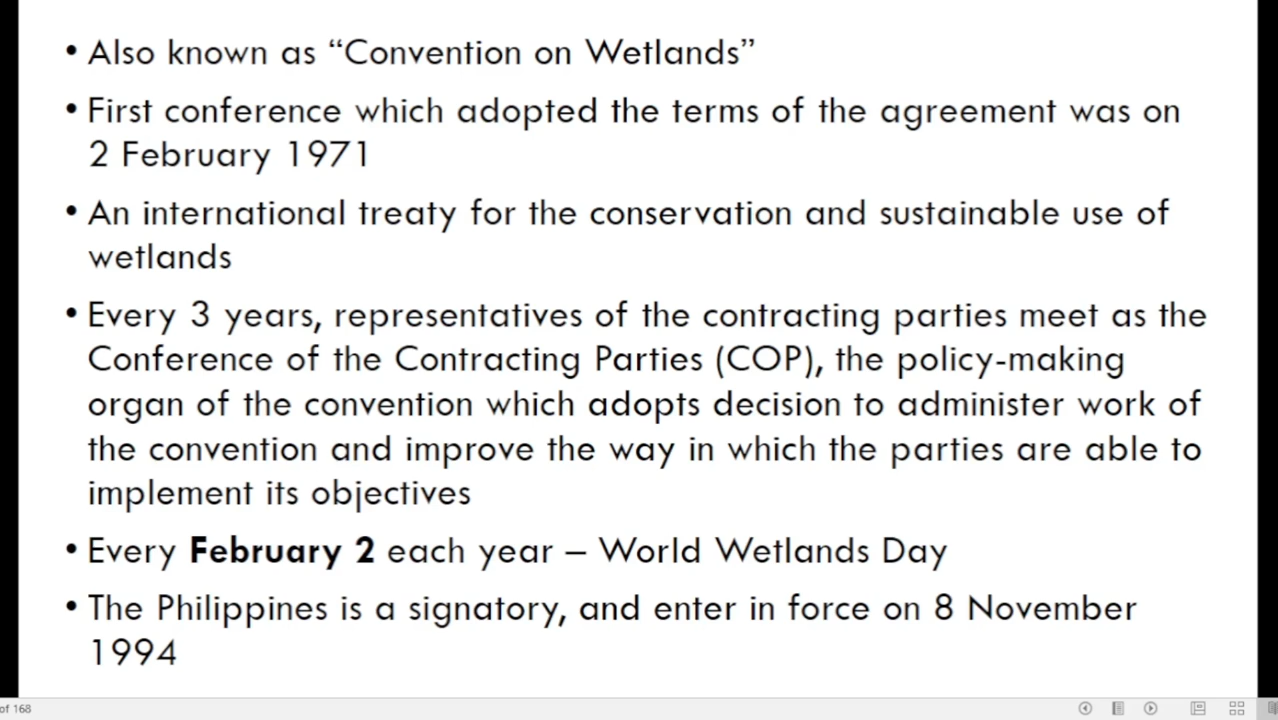 • Also known as “Convention on Wetlands”
• First conference which adopted the terms of the agreement was on
2 February 1971
• An international treaty for the conservation and sustainable use of
wetlands
• Every 3 years, representatives of the contracting parties meet as the
Conference of the Contracting Parties (COP), the policy-making
organ of the convention which adopts decision to administer work of
the convention and improve the way in which the parties are able to
implement its objectives
• Every February 2 each year – World Wetlands Day
• The Philippines is a signatory, and enter in force on 8 November
1994
of 168